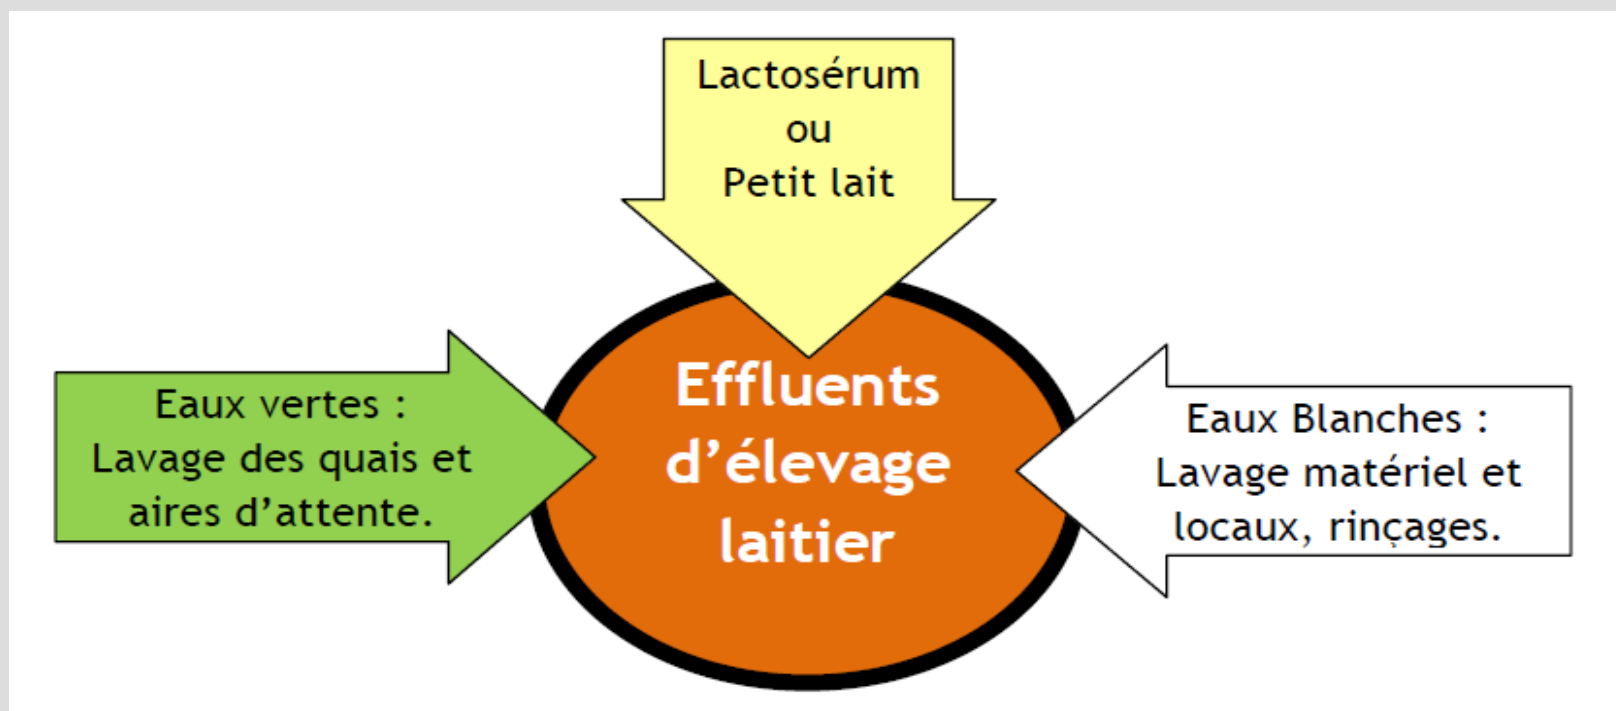 Lactosérum
ou
Petit lait
Effluents
d’élevage
laitier
Eaux vertes :
Lavage des quais et
aires d’attente.
Eaux Blanches :
Lavage matériel et
locaux, rinçages.